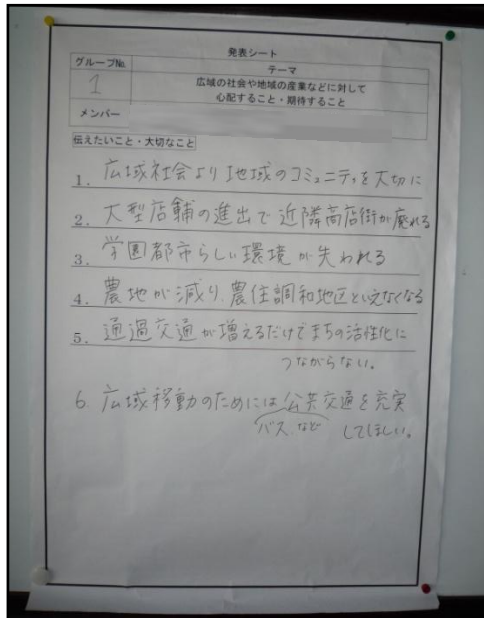 発表シート
グループNo.
テーマ
1
広域の社会や地域の産業などに対して
心配すること・期待すること
メンバー
伝えたいこと・大切なこと
1. 広域社会より地域のコミュニティを大切に
2. 大型店舗の進出で近隣商店街が廃れる
3. 学園都市らしい環境が失われる
4. 農地が減り、農住調和地区といえなくなる
5. 通過交通が増えるだけでまちの活性化に
つながらない。
6. 広域移動のためには公共交通を充実
バスなど してほしい。